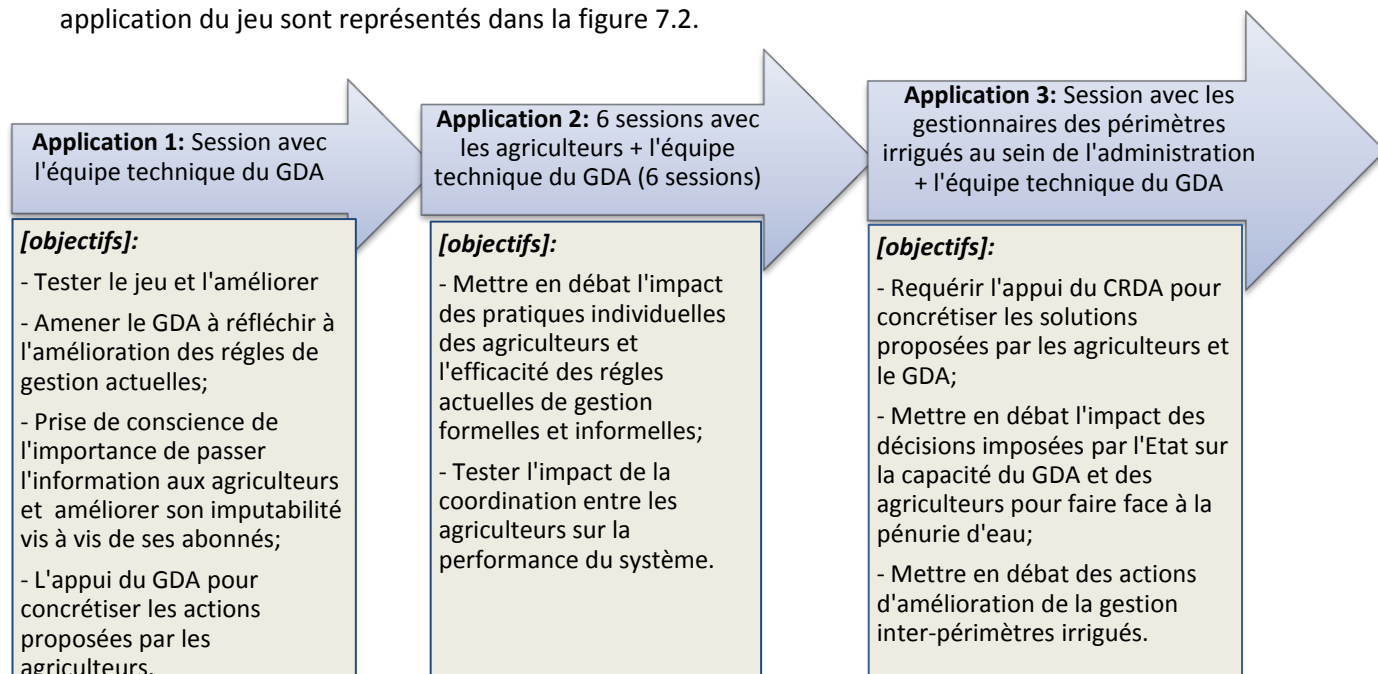 application du jeu sont représentés dans la figure 7.2.
Application 1: Session avec
l'équipe technique du GDA
[objectifs]:
- Tester le jeu et l'améliorer
- Amener le GDA à réfléchir à
l'amélioration des régles de
gestion actuelles;
- Prise de conscience de
l'importance de passer
l'information aux agriculteurs
et améliorer son imputabilité
vis à vis de ses abonnés;
- L'appui du GDA pour
concrétiser les actions
proposées par les
agriculteurs.
Application 2: 6 sessions avec
les agriculteurs + l'équipe
technique du GDA (6 sessions)
[objectifs]:
- Mettre en débat l'impact
des pratiques individuelles
des agriculteurs et
l'efficacité des régles
actuelles de gestion
formelles et informelles;
- Tester l'impact de la
coordination entre les
agriculteurs sur la
performance du système.
Application 3: Session avec les
gestionnaires des périmètres
irrigués au sein de l'administration
+ l'équipe technique du GDA
[objectifs]:
- Requérir l'appui du CRDA pour
concrétiser les solutions
proposées par les agriculteurs et
le GDA;
- Mettre en débat l'impact des
décisions imposées par l'Etat sur
la capacité du GDA et des
agriculteurs pour faire face à la
pénurie d'eau;
- Mettre en débat des actions
d'amélioration de la gestion
inter-périmètres irrigués.